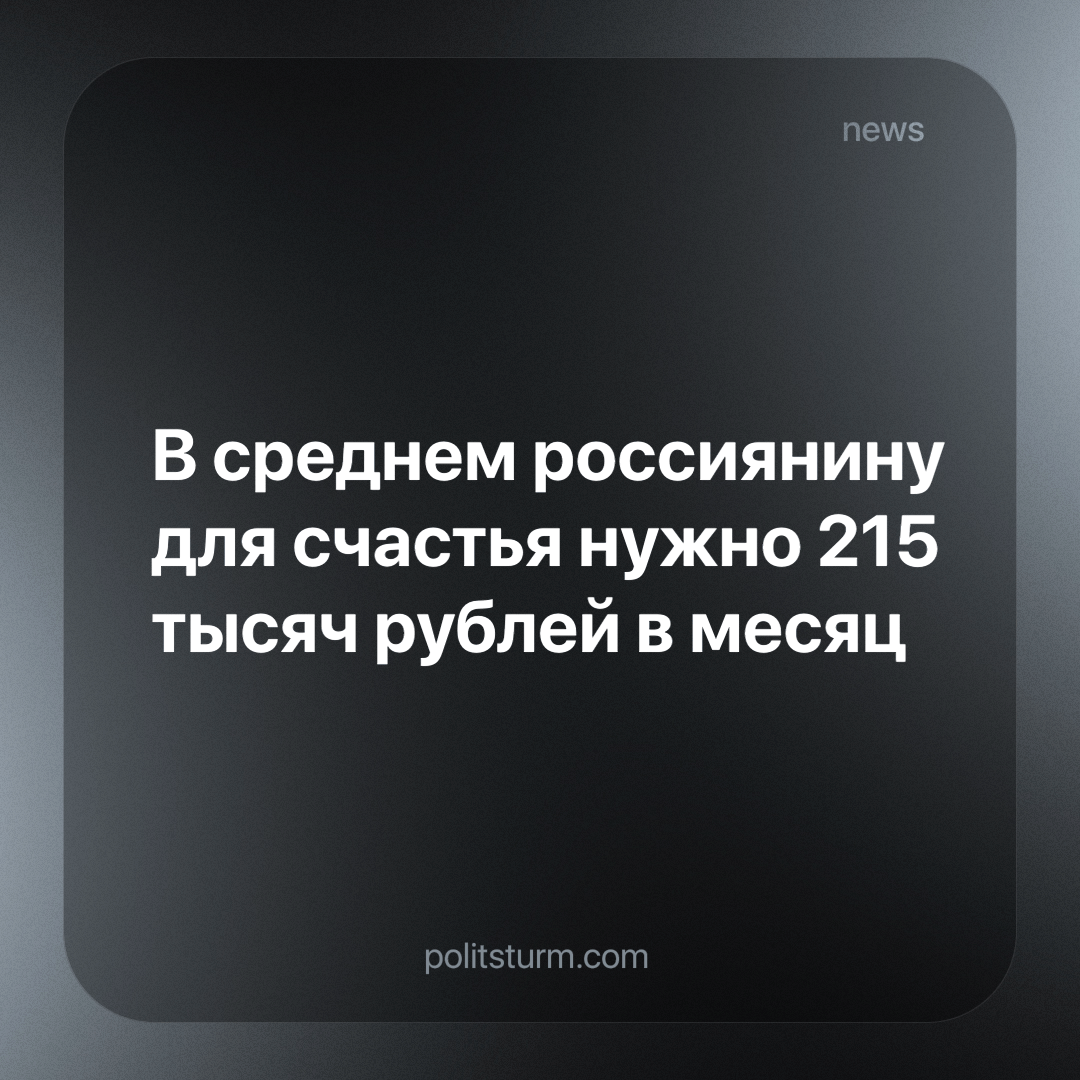 news
В среднем россиянину
для счастья нужно 215
тысяч рублей в месяц
politsturm.com